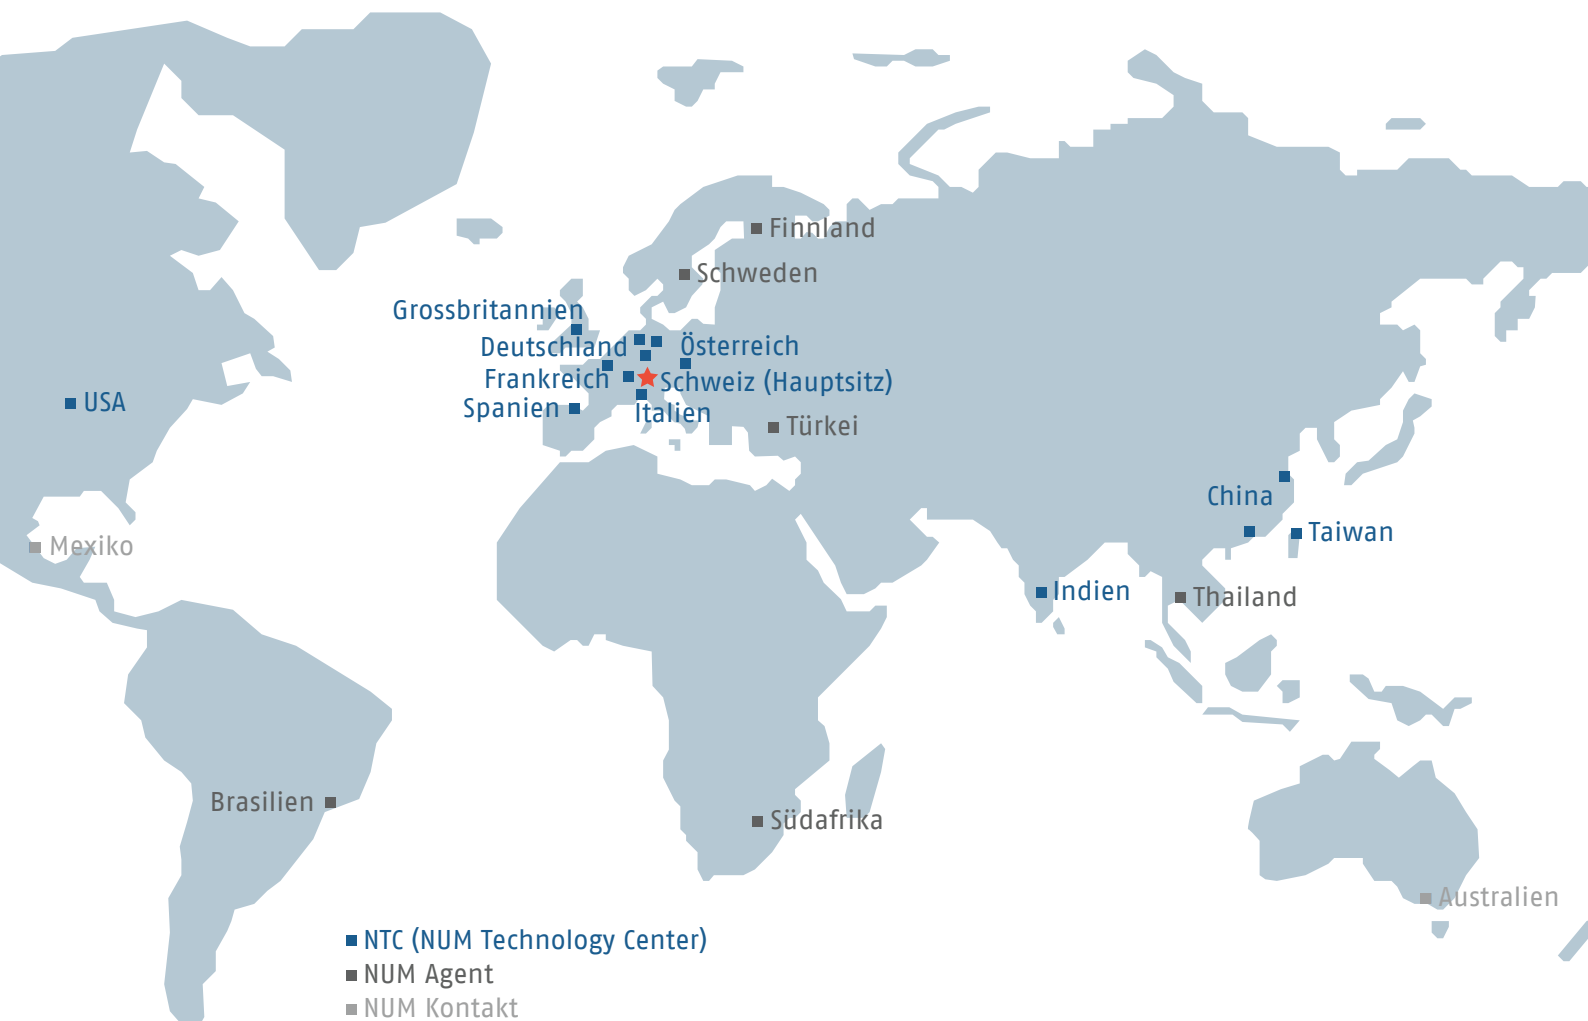 Finnland
Schweden
Grossbritannien
Deutschland
Österreich
Frankreich
Schweiz (Hauptsitz)
USA
Spanien
Italien
Türkei
China
Taiwan
Mexiko
Indien
Thailand
Brasilien
Südafrika
Australien
NTC (NUM Technology Center)
NUM Agent
NUM Kontakt